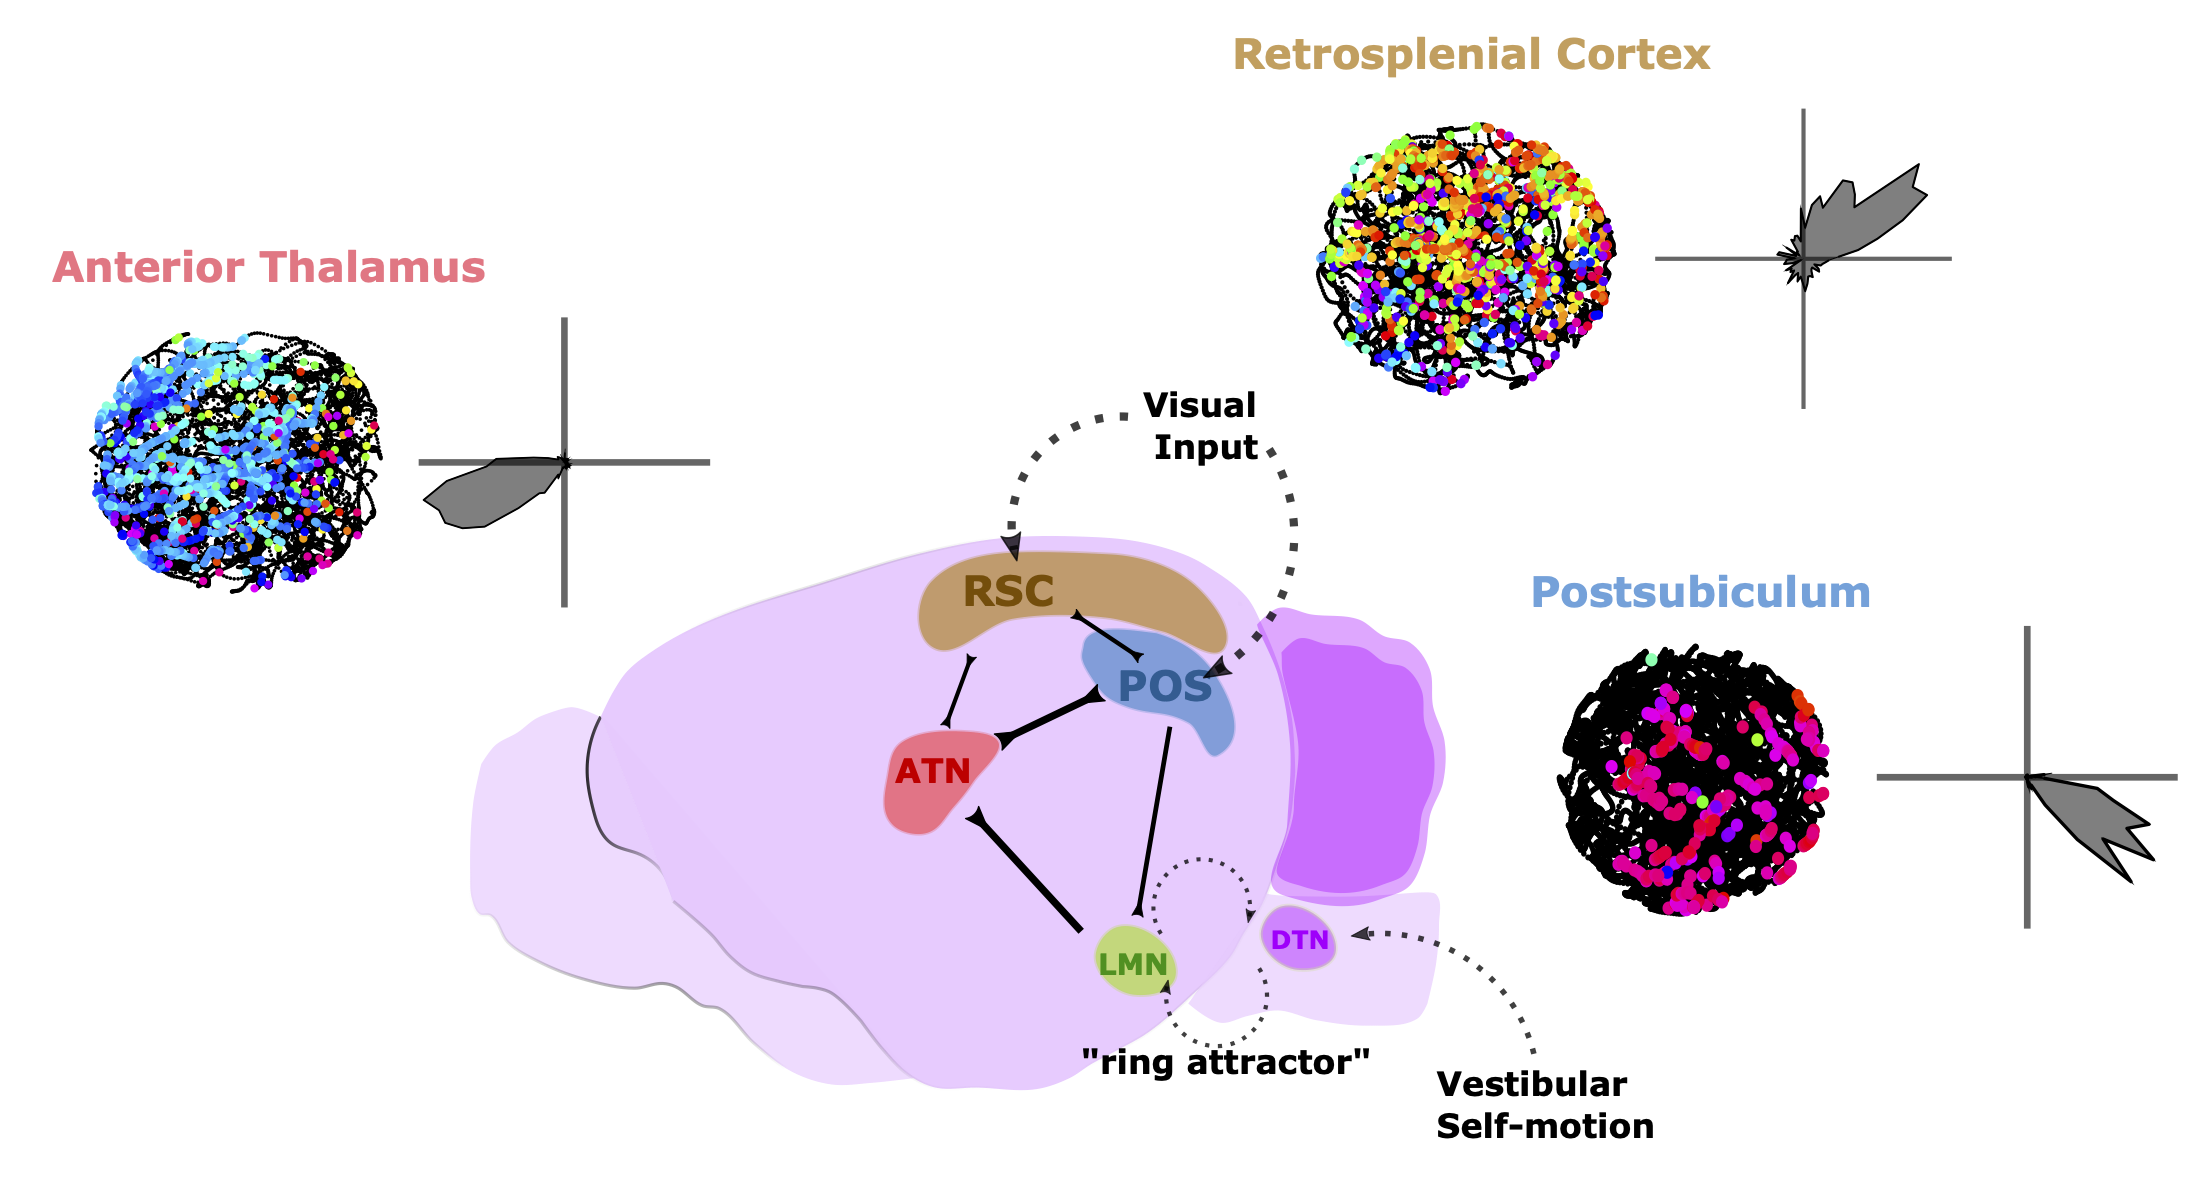 Retrosplenial Cortex
Anterior Thalamus
Visual
Input
RSC
Postsubiculum
POS
ATN
DTN
LMN
"ring attractor"
Vestibular
Self-motion